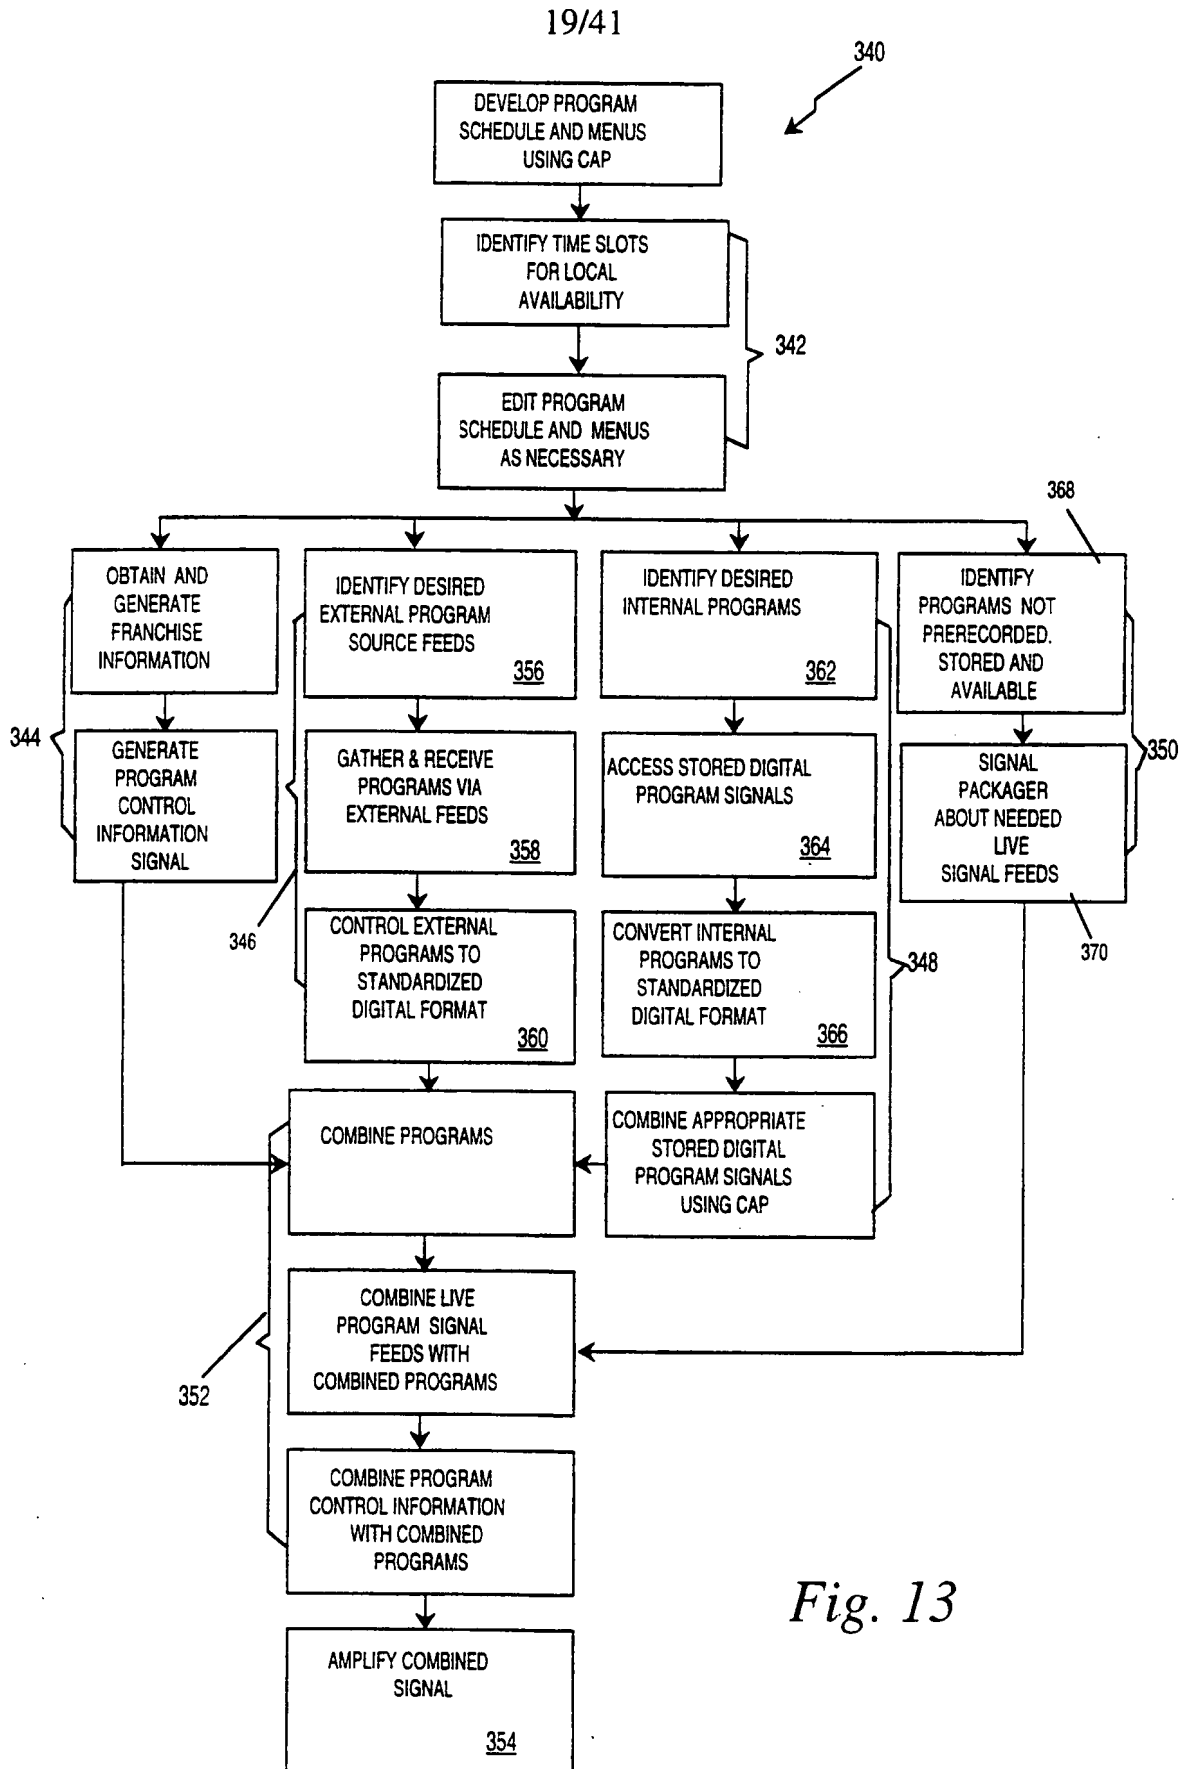 19/41
340
DEVELOP PROGRAM
SCHEDULE AND MENUS
USING CAP
IDENTIFY TIME SLOTS
FOR LOCAL
AVAILABILITY
342
EDIT PROGRAM
SCHEDULE AND MENUS
AS NECESSARY
368
OBTAIN AND
GENERATE
FRANCHISE
INFORMATION
IDENTIFY DESIRED
EXTERNAL PROGRAM
SOURCE FEEDS
356
IDENTIFY DESIRED
INTERNAL PROGRAMS
362
IDENTIFY
PROGRAMS NOT
PRERECORDED.
STORED AND
AVAILABLE
344
350
GENERATE
PROGRAM
CONTROL
INFORMATION
SIGNAL
GATHER & RECEIVE
PROGRAMS VIA
EXTERNAL FEEDS
358
ACCESS STORED DIGITAL
PROGRAM SIGNALS
364
SIGNAL
PACKAGER
ABOUT NEEDED
LIVE
SIGNAL FEEDS
346
370
CONTROL EXTERNAL
PROGRAMS TO
STANDARDIZED
DIGITAL FORMAT
360
CONVERT INTERNAL
PROGRAMS TO
STANDARDIZED
DIGITAL FORMAT
366
348
COMBINE PROGRAMS
COMBINE APPROPRIATE
STORED DIGITAL
PROGRAM SIGNALS
USING CAP
COMBINE LIVE
PROGRAM SIGNAL
FEEDS WITH
COMBINED PROGRAMS
352
COMBINE PROGRAM
CONTROL INFORMATION
WITH COMBINED
PROGRAMS
AMPLIFY COMBINED
SIGNAL
354
Fig. 13